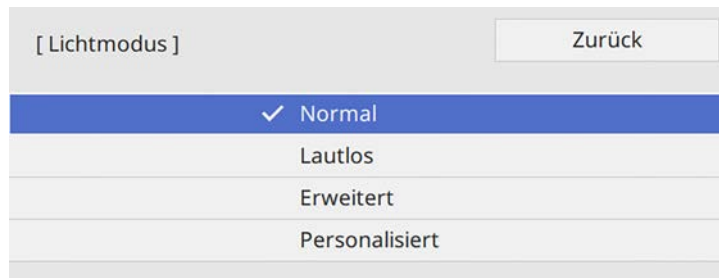 [ Lichtmodus ]
Zurück
Normal
Lautlos
Erweitert
Personalisiert